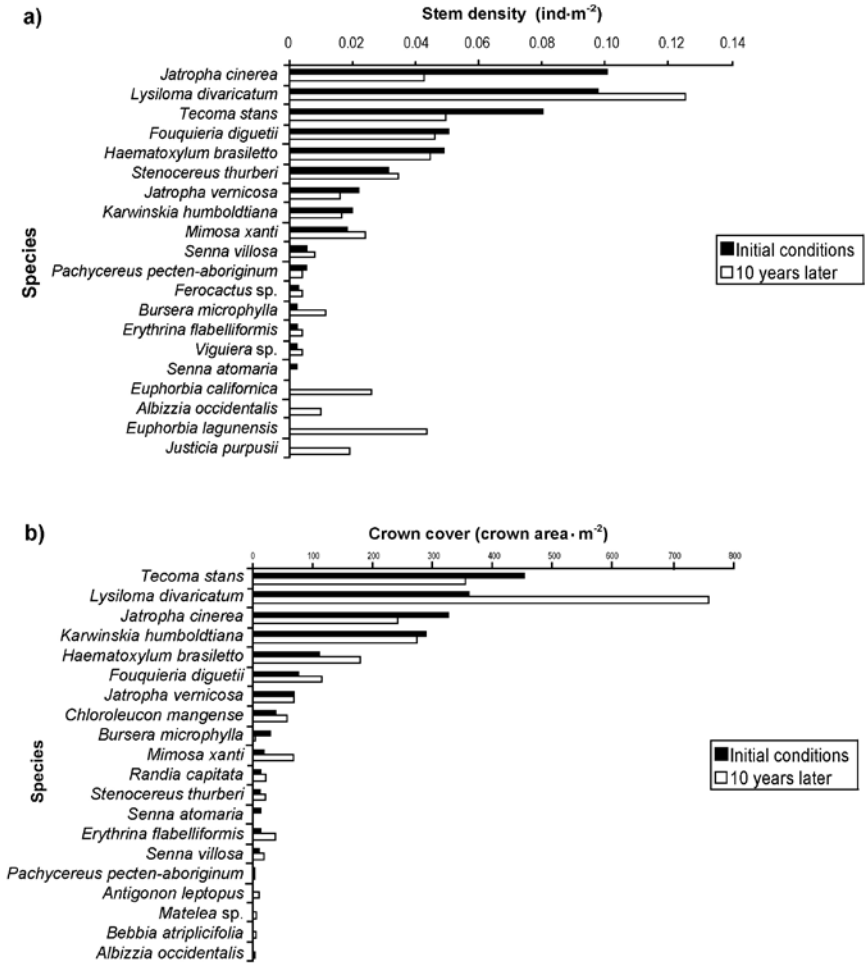 a)
Stem density (ind·m⁻²)
0 0.02 0.04 0.06 0.08 0.10 0.12 0.14
Species
Jatropha cinerea
Lysiloma divaricatum
Tecoma stans
Fouquieria diguetii
Haematoxylum brasiletto
Stenocereus thurberi
Jatropha vernicosa
Karwinskia humboldtiana
Mimosa xanti
Senna villosa
Pachycereus pecten-aboriginum
Ferocactus sp.
Bursera microphylla
Erythrina flabelliformis
Viguiera sp.
Senna atomaria
Euphorbia californica
Albizzia occidentalis
Euphorbia lagunensis
Justicia purpusii
Initial conditions
10 years later
b)
Crown cover (crown area·m⁻²)
0 100 200 300 400 500 600 700 800
Species
Tecoma stans
Lysiloma divaricatum
Jatropha cinerea
Karwinskia humboldtiana
Haematoxylum brasiletto
Fouquieria diguetii
Jatropha vernicosa
Chloroleucon mangense
Bursera microphylla
Mimosa xanti
Randia capitata
Stenocereus thurberi
Senna atomaria
Erythrina flabelliformis
Senna villosa
Pachycereus pecten-aboriginum
Antigonon leptopus
Matelea sp.
Bebbia atriplicifolia
Albizzia occidentalis
Initial conditions
10 years later